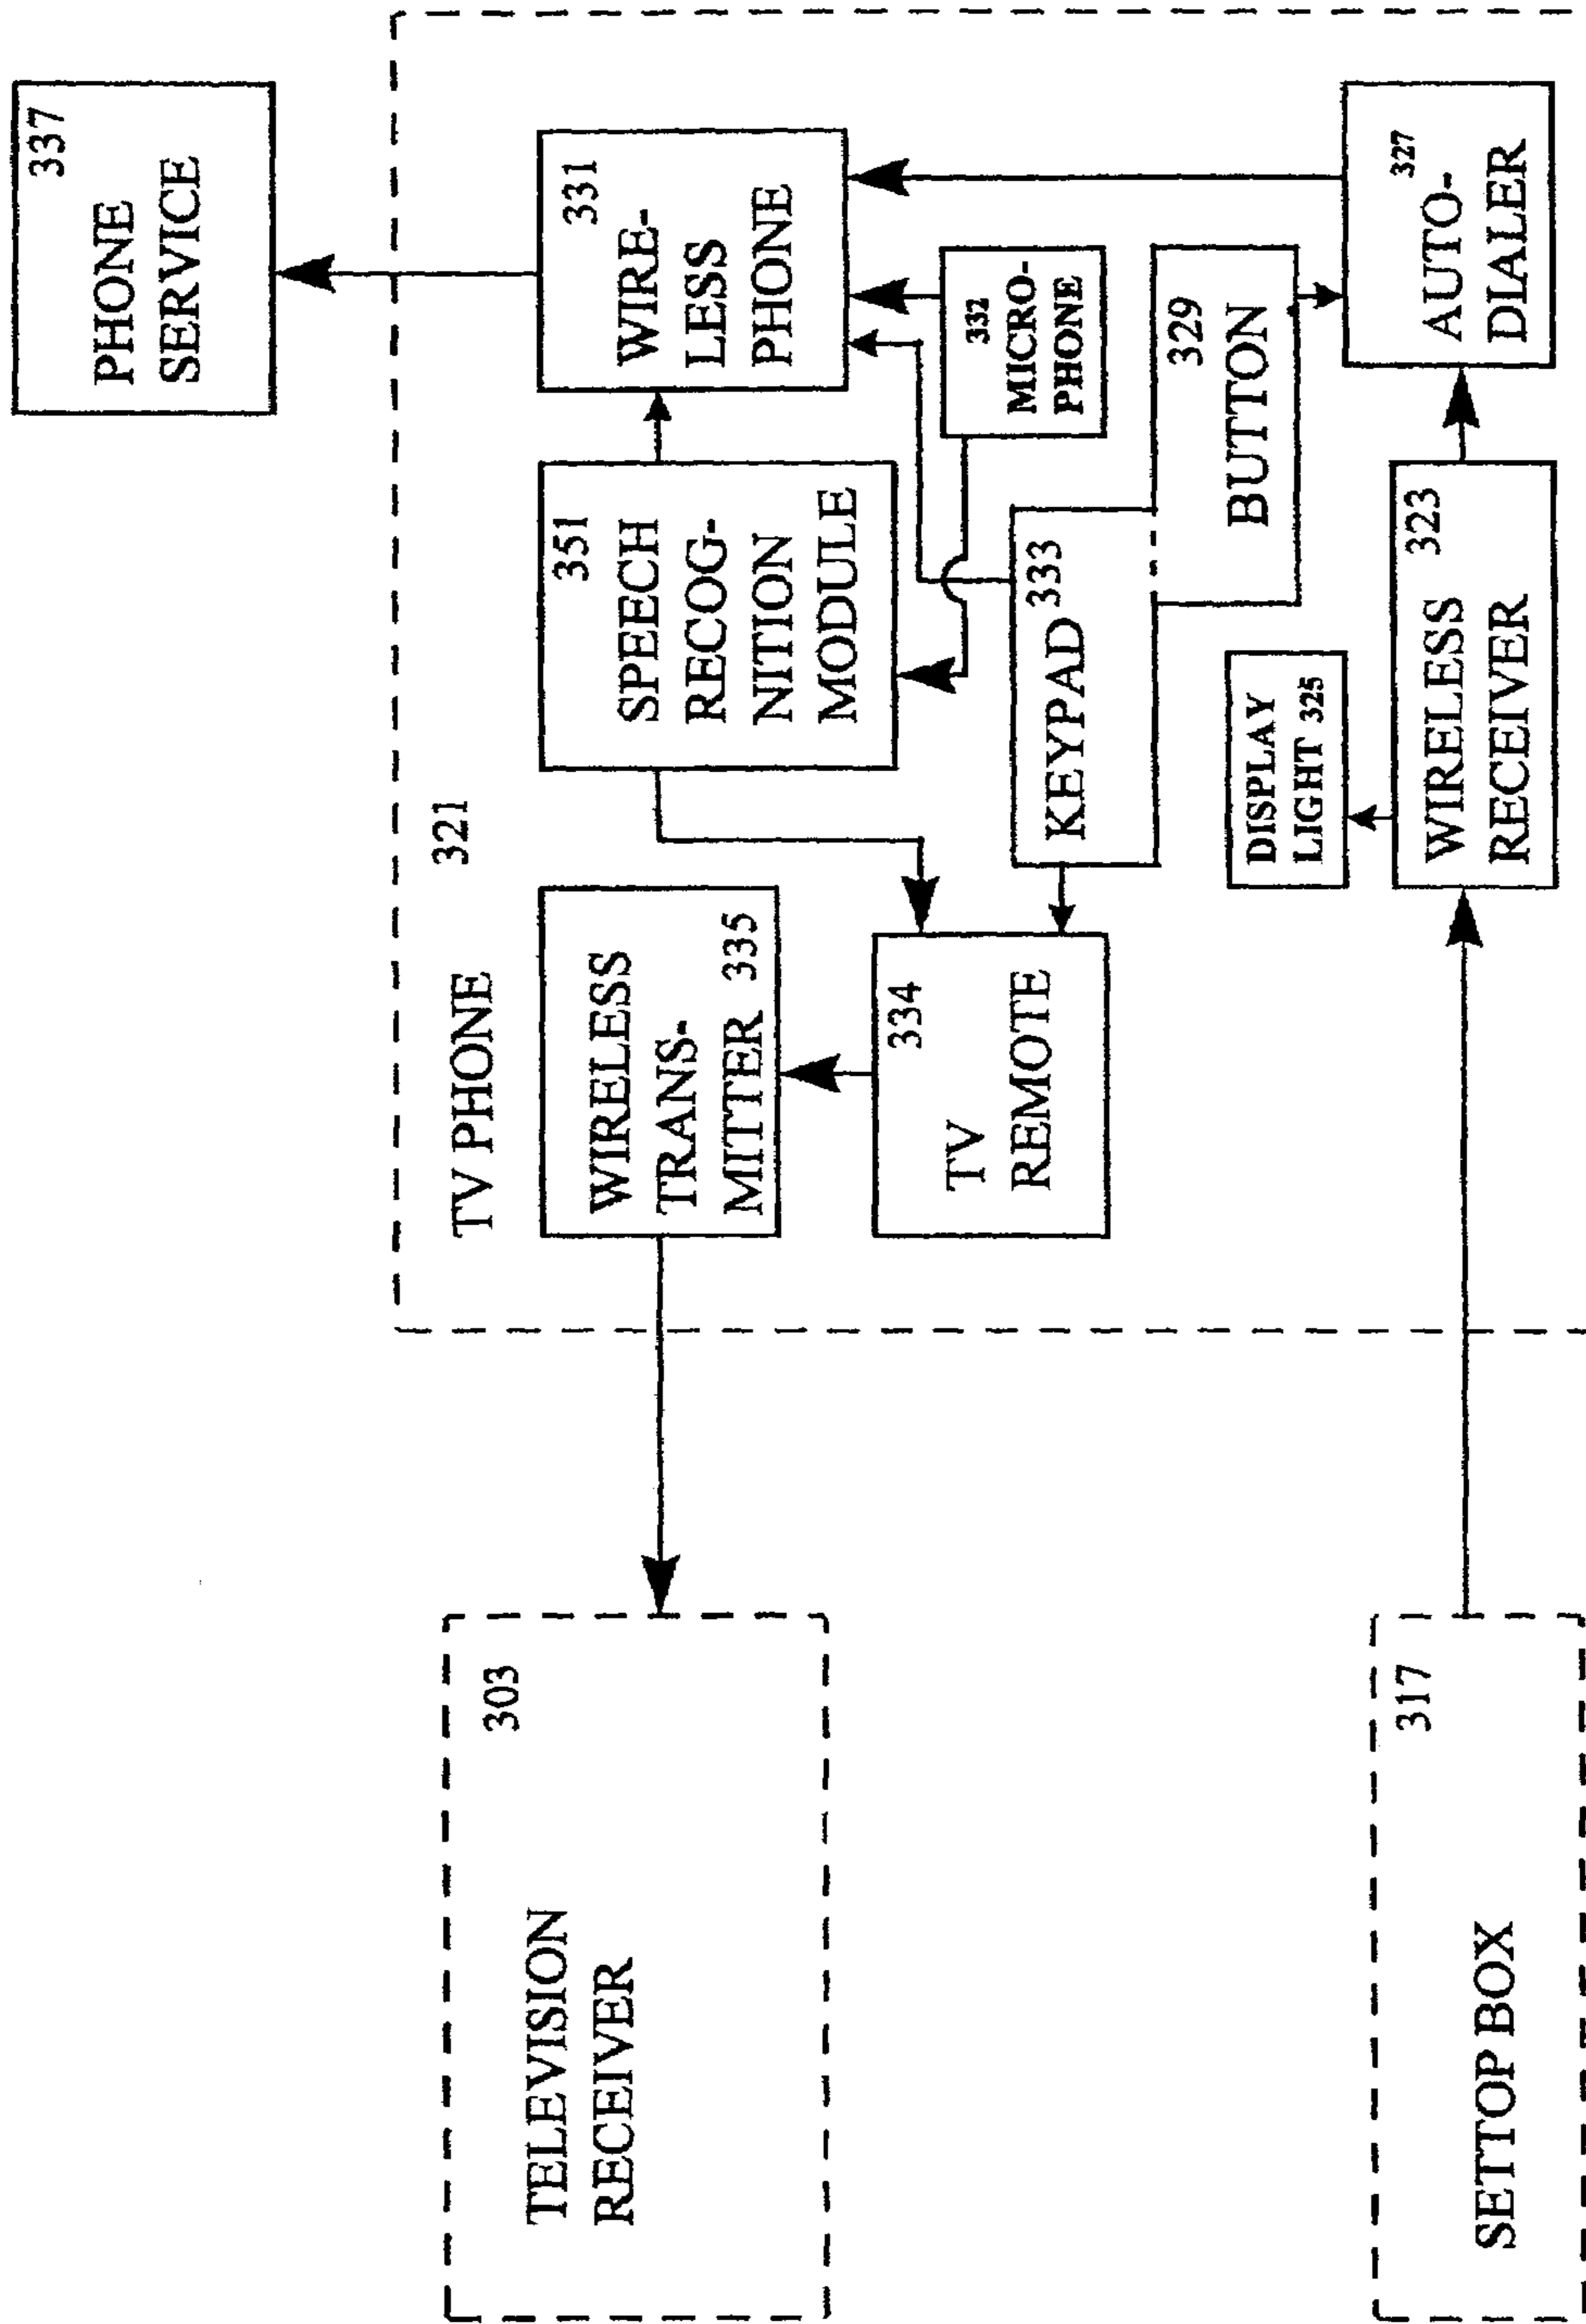 337
PHONE
SERVICE
TV PHONE 321
TELEVISION
RECEIVER
303
WIRELESS
TRANS-
MITTER 335
351
SPEECH
RECOG-
NITION
MODULE
331
WIRE-
LESS
PHONE
334
TV
REMOTE
KEYPAD 333
332
MICRO-
PHONE
329
BUTTON
DISPLAY
LIGHT 325
SETTOP BOX
317
323
WIRELESS
RECEIVER
327
AUTO-
DIALER